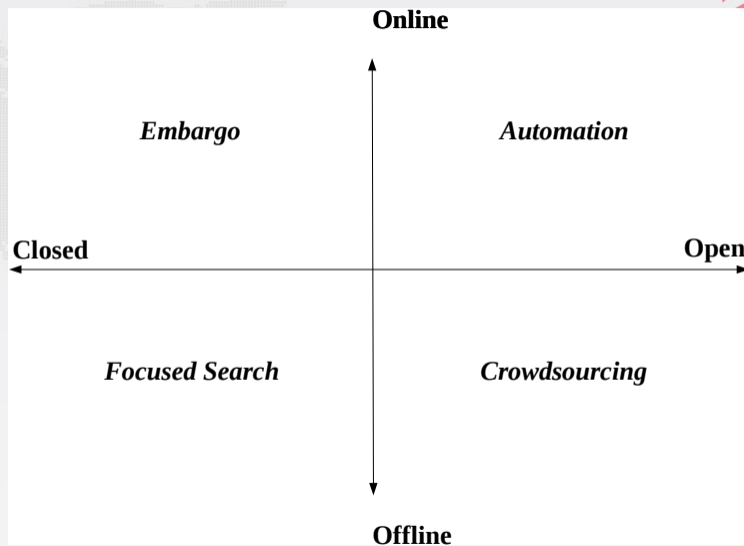 Online
Embargo Automation
Closed Open
Focused Search Crowdsourcing
Offline